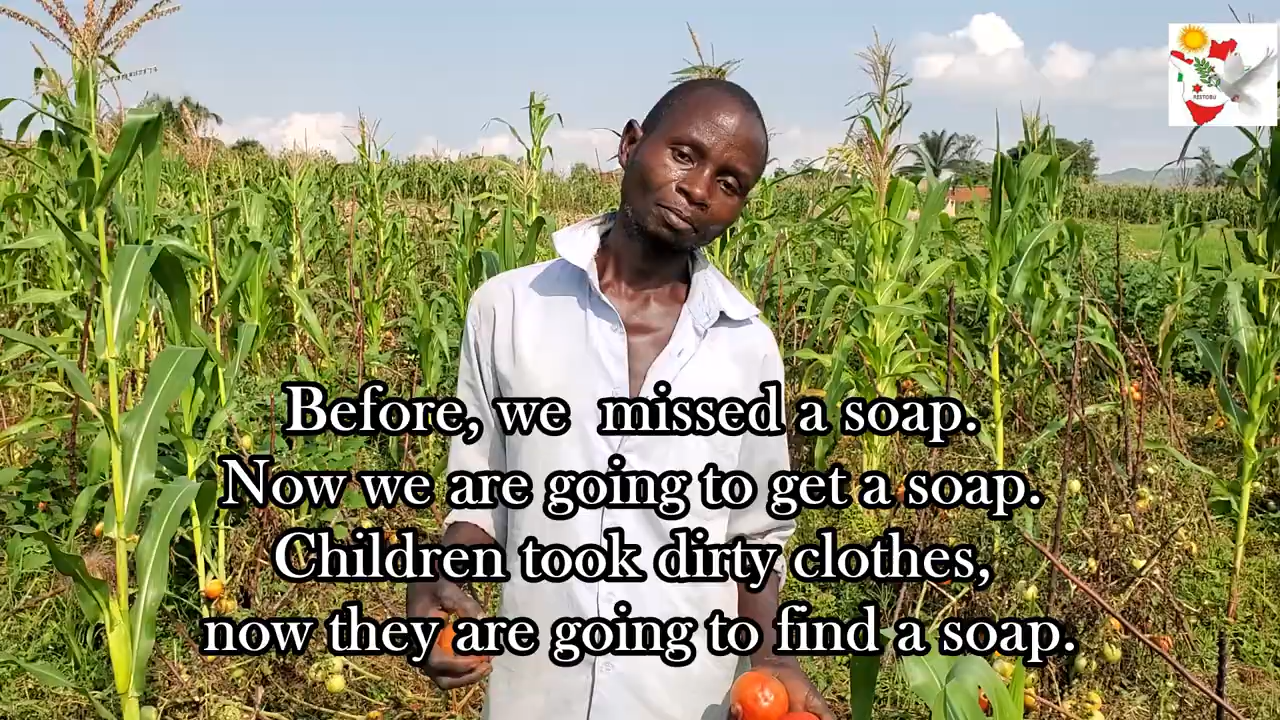 RESTOBU
Before, we missed a soap.
Now we are going to get a soap.
Children took dirty clothes,
now they are going to find a soap.